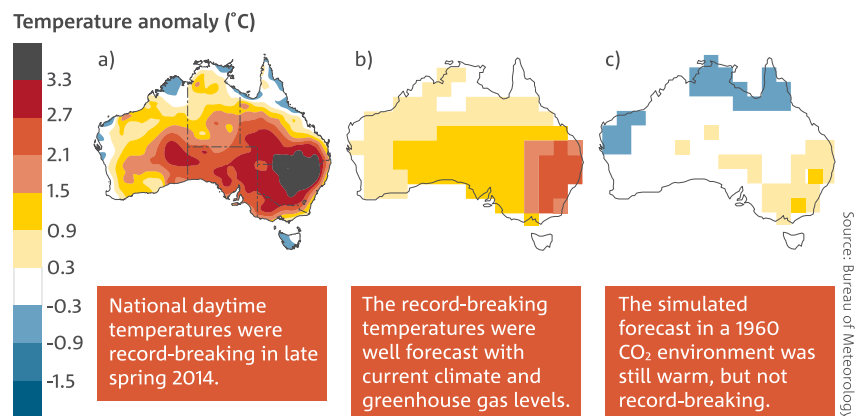 Temperature anomaly (˚C)
a)
b)
c)
3.3
2.7
2.1
1.5
0.9
0.3
-0.3
-0.9
-1.5
National daytime
temperatures were
record-breaking in late
spring 2014.
The record-breaking
temperatures were
well forecast with
current climate and
greenhouse gas levels.
The simulated
forecast in a 1960
CO₂ environment was
still warm, but not
record-breaking.
Source: Bureau of Meteorology